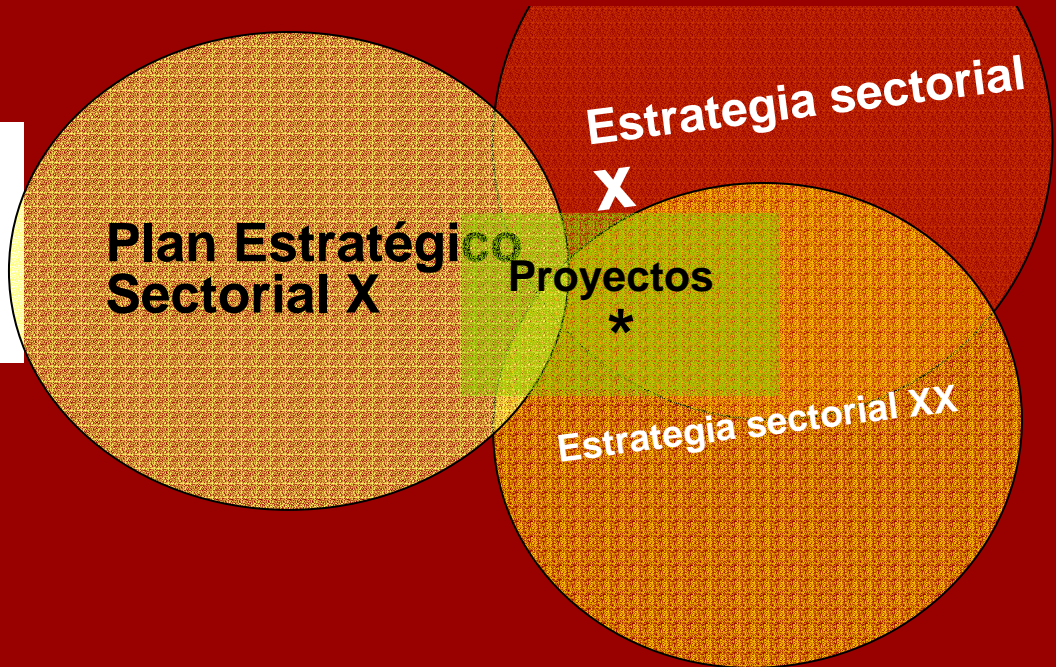 Estrategia sectorial
X
Plan Estratégico
Sectorial X
Proyectos
*
Estrategia sectorial XX